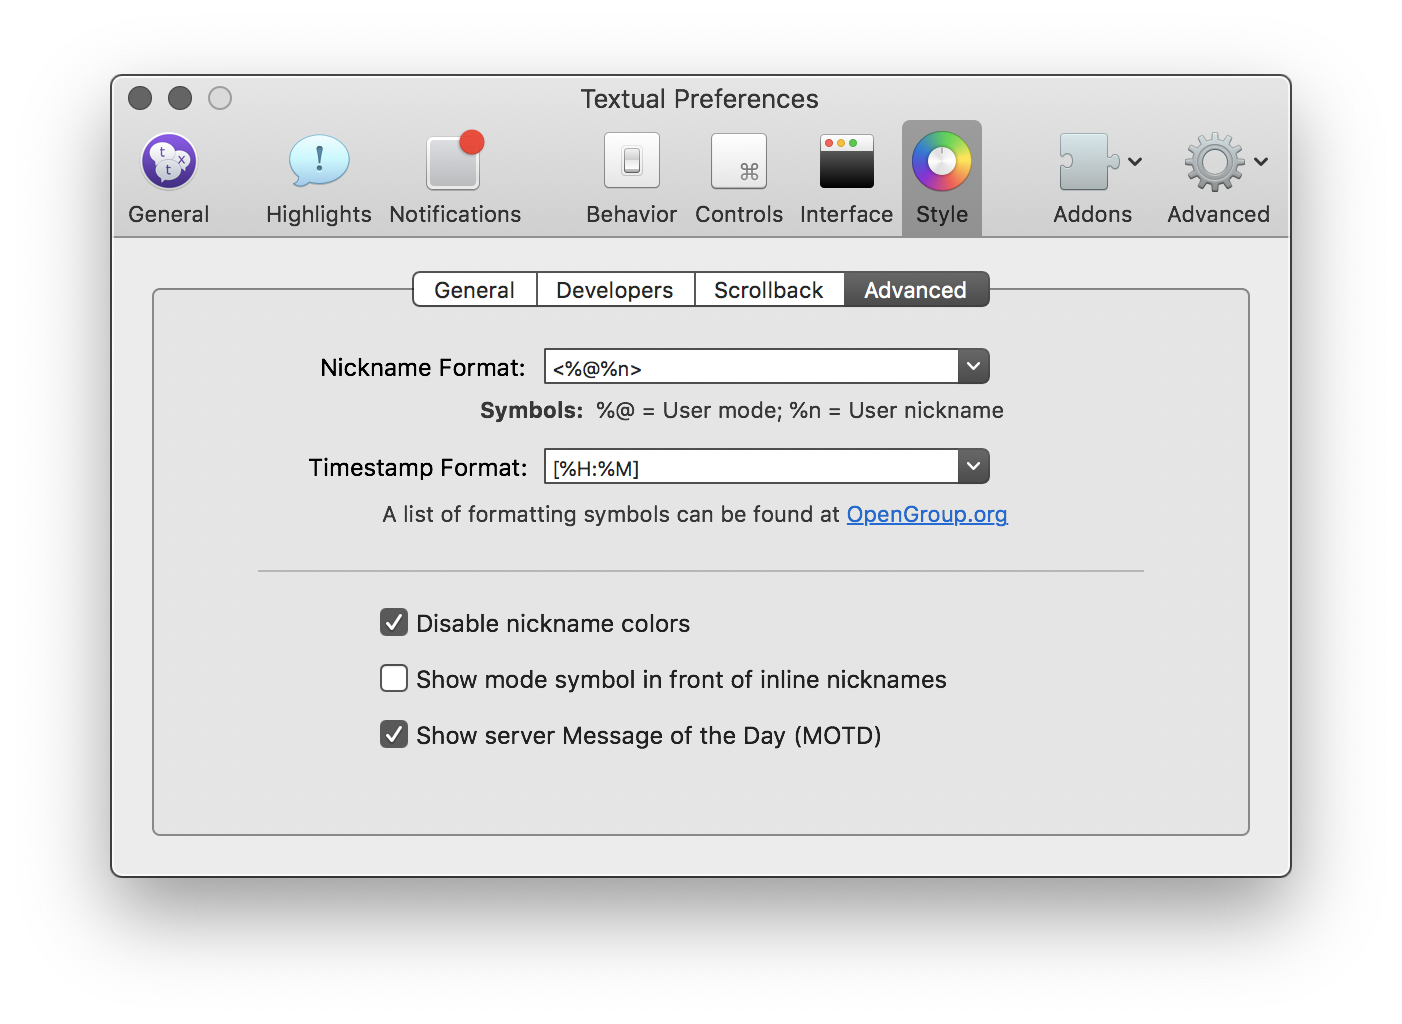 Textual Preferences
t x t
!
⌘
General Highlights Notifications Behavior Controls Interface Style Addons Advanced
General Developers Scrollback Advanced
Nickname Format: <%@%n>
Symbols: %@ = User mode; %n = User nickname
Timestamp Format: [%H:%M]
A list of formatting symbols can be found at OpenGroup.org
Disable nickname colors
Show mode symbol in front of inline nicknames
Show server Message of the Day (MOTD)